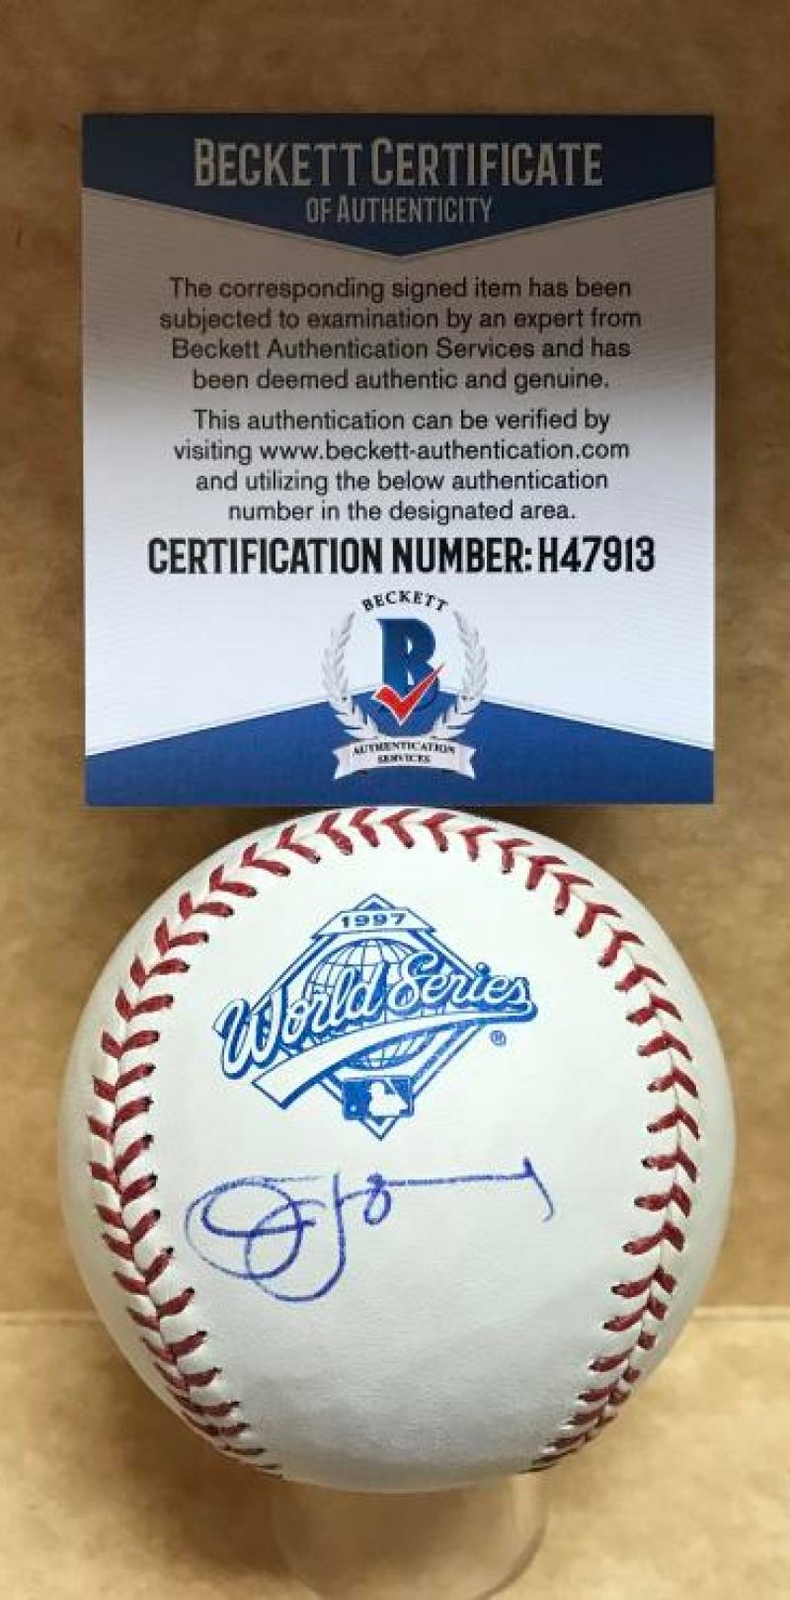 BECKETT CERTIFICATE
OF AUTHENTICITY
The corresponding signed item has been
subjected to examination by an expert from
Beckett Authentication Services and has
been deemed authentic and genuine.
This authentication can be verified by
visiting www.beckett-authentication.com
and utilizing the below authentication
number in the designated area.
CERTIFICATION NUMBER: H47913
BECKETT
B
AUTHENTICATION
SERVICES
1997
World Series
®